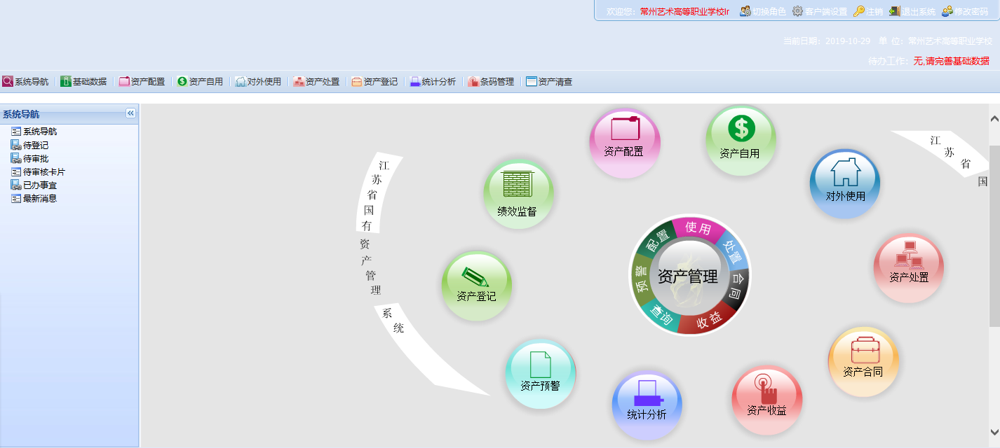 欢迎您: 常州艺术高等职业学校lr 切换角色 客户端设置 注销 退出系统 修改密码
当前日期: 2019-10-29 单 位: 常州艺术高等职业学校
待办工作: 无,请完善基础数据
系统导航 基础数据 资产配置 资产自用 对外使用 资产处置 资产登记 统计分析 条码管理 资产清查
系统导航
系统导航
待登记
待审批
待审核卡片
已办事宜
最新消息
江苏省国有资产管理系统
资产配置
资产自用
对外使用
绩效监督
资产处置
资产登记
资产合同
资产预警
统计分析
资产收益
资产管理
使用
处置
合同
收益
查询
预警
配置
江苏省国